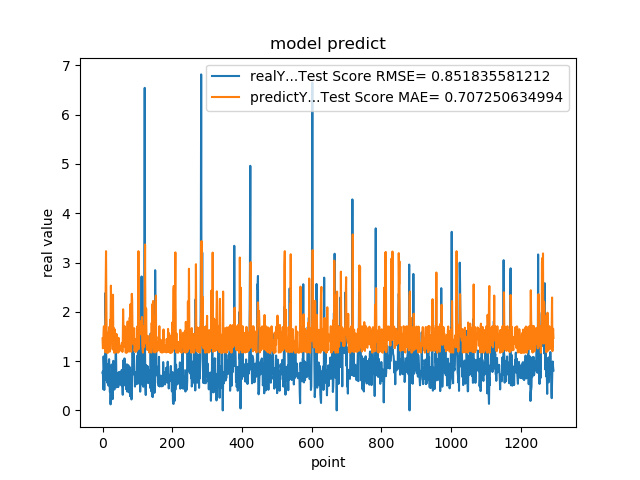 model predict
realY...Test Score RMSE= 0.851835581212
predictY...Test Score MAE= 0.707250634994
7
6
5
4
3
2
1
0
real value
0 200 400 600 800 1000 1200
point